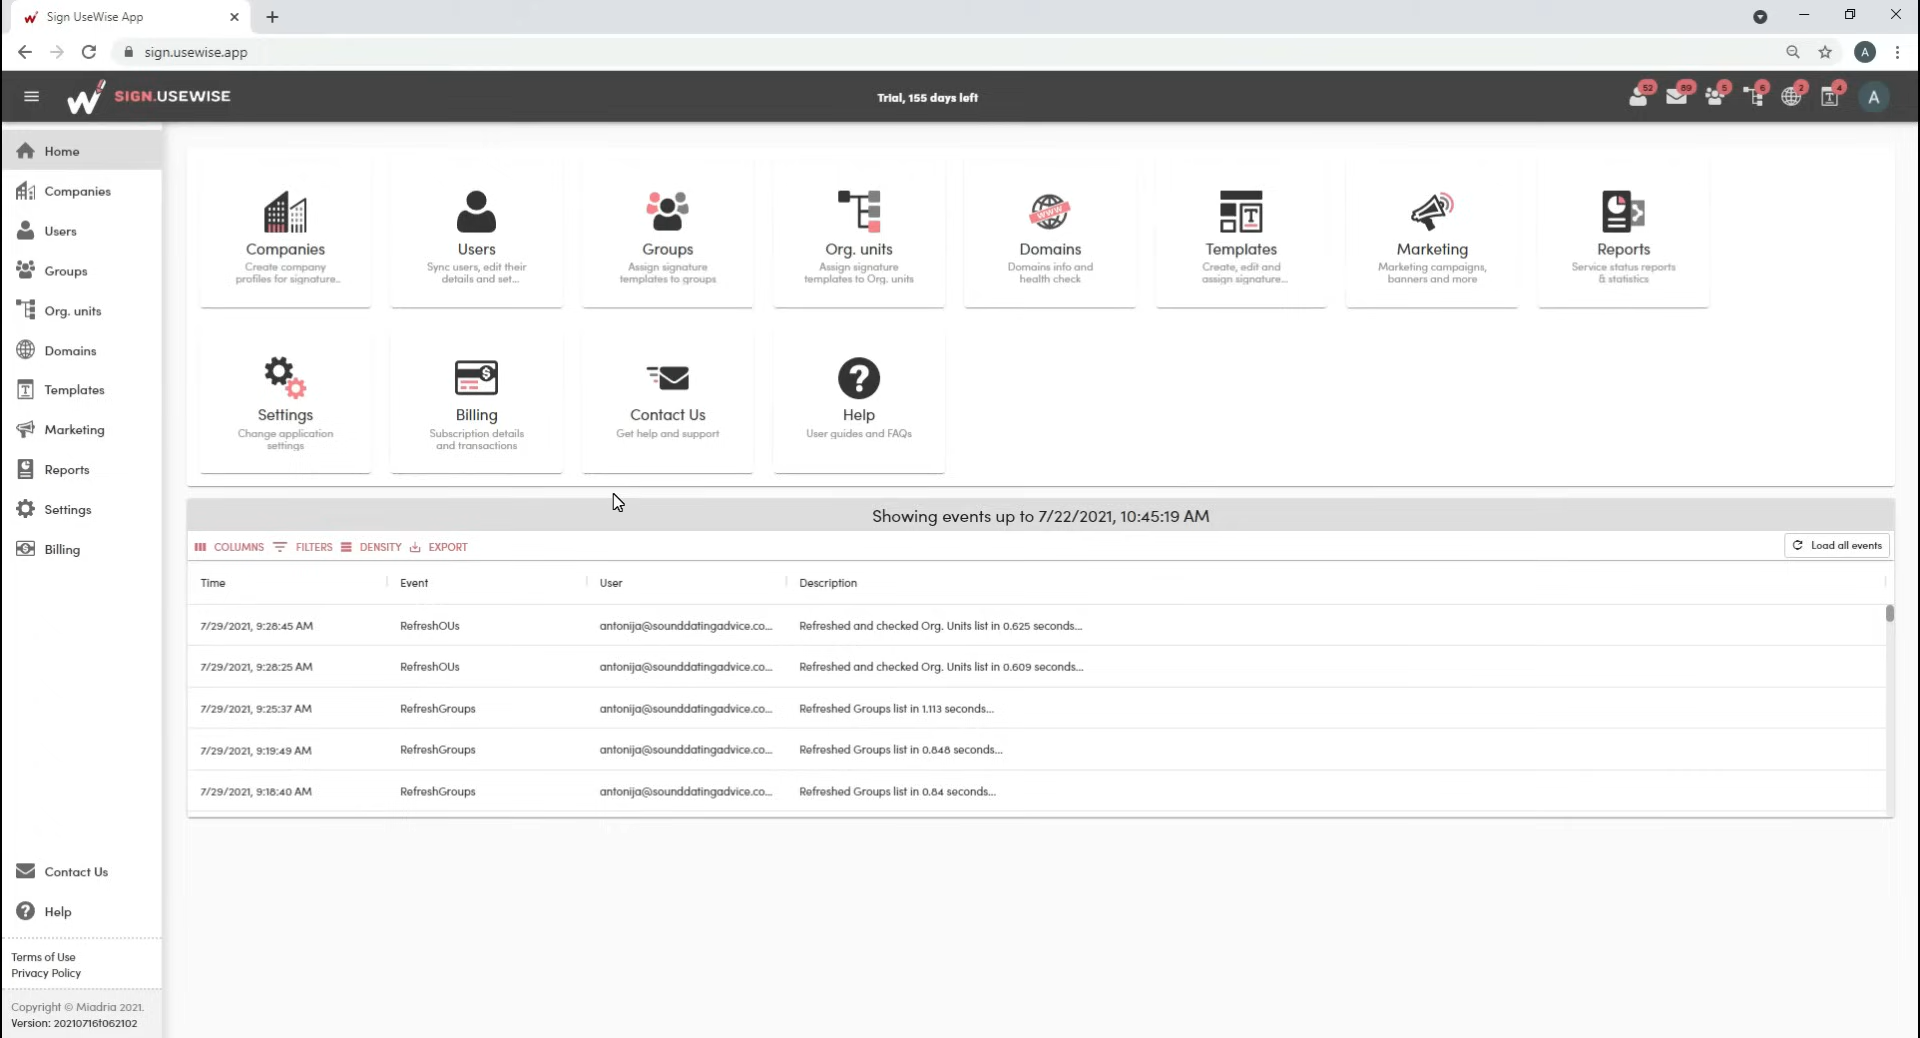 Sign UseWise App
sign.usewise.app
A
SIGN.USEWISE
Trial, 155 days left
52
89
5
6
2
4
A
Home
Companies
Users
Groups
Org. units
Domains
Templates
Marketing
Reports
Settings
Billing
Contact Us
Help
Terms of Use
Privacy Policy
Copyright © Miadria 2021.
Version: 20210716t062102
Companies
Create company
profiles for signature...
Users
Sync users, edit their
details and set...
Groups
Assign signature
templates to groups
Org. units
Assign signature
templates to Org. units
WWW
Domains
Domains info and
health check
T
Templates
Create, edit and
assign signature...
Marketing
Marketing campaigns,
banners and more
Reports
Service status reports
& statistics
Settings
Change application
settings
$
Billing
Subscription details
and transactions
Contact Us
Get help and support
?
Help
User guides and FAQs
Showing events up to 7/22/2021, 10:45:19 AM
COLUMNS FILTERS DENSITY EXPORT
Load all events
Time Event User Description
7/29/2021, 9:28:45 AM RefreshOUs antonija@sounddatingadvice.co... Refreshed and checked Org. Units list in 0.625 seconds...
7/29/2021, 9:28:25 AM RefreshOUs antonija@sounddatingadvice.co... Refreshed and checked Org. Units list in 0.609 seconds...
7/29/2021, 9:25:37 AM RefreshGroups antonija@sounddatingadvice.co... Refreshed Groups list in 1.113 seconds...
7/29/2021, 9:19:49 AM RefreshGroups antonija@sounddatingadvice.co... Refreshed Groups list in 0.848 seconds...
7/29/2021, 9:18:40 AM RefreshGroups antonija@sounddatingadvice.co... Refreshed Groups list in 0.84 seconds...